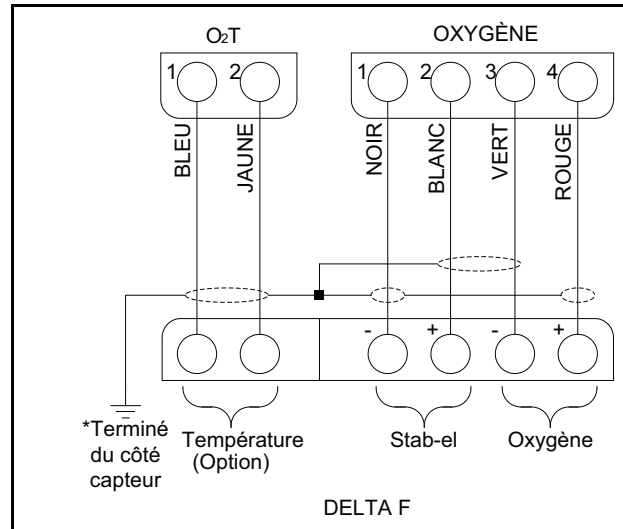 O2T OXYGÈNE
1 2 1 2 3 4
BLEU JAUNE NOIR BLANC VERT ROUGE
- + - +
*Terminé
du côté
capteur
Température
(Option)
Stab-el
Oxygène
DELTA F